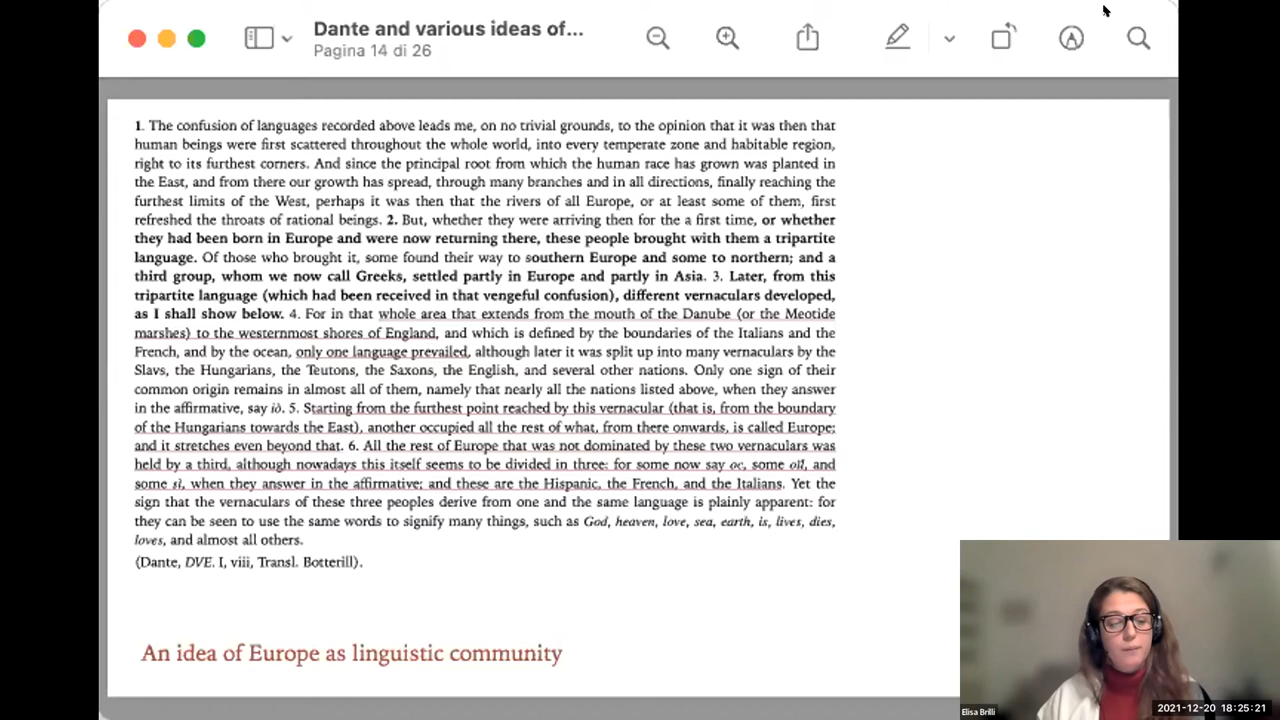 Dante and various ideas of...
Pagina 14 di 26
1. The confusion of languages recorded above leads me, on no trivial grounds, to the opinion that it was then that
human beings were first scattered throughout the whole world, into every temperate zone and habitable region,
right to its furthest corners. And since the principal root from which the human race has grown was planted in
the East, and from there our growth has spread, through many branches and in all directions, finally reaching the
furthest limits of the West, perhaps it was then that the rivers of all Europe, or at least some of them, first
refreshed the throats of rational beings. 2. But, whether they were arriving then for the a first time, or whether
they had been born in Europe and were now returning there, these people brought with them a tripartite
language. Of those who brought it, some found their way to southern Europe and some to northern; and a
third group, whom we now call Greeks, settled partly in Europe and partly in Asia. 3. Later, from this
tripartite language (which had been received in that vengeful confusion), different vernaculars developed,
as I shall show below. 4. For in that whole area that extends from the mouth of the Danube (or the Meotide
marshes) to the westernmost shores of England, and which is defined by the boundaries of the Italians and the
French, and by the ocean, only one language prevailed, although later it was split up into many vernaculars by the
Slavs, the Hungarians, the Teutons, the Saxons, the English, and several other nations. Only one sign of their
common origin remains in almost all of them, namely that nearly all the nations listed above, when they answer
in the affirmative, say iò. 5. Starting from the furthest point reached by this vernacular (that is, from the boundary
of the Hungarians towards the East), another occupied all the rest of what, from there onwards, is called Europe;
and it stretches even beyond that. 6. All the rest of Europe that was not dominated by these two vernaculars was
held by a third, although nowadays this itself seems to be divided in three: for some now say oc, some oïl, and
some sì, when they answer in the affirmative; and these are the Hispanic, the French, and the Italians. Yet the
sign that the vernaculars of these three peoples derive from one and the same language is plainly apparent: for
they can be seen to use the same words to signify many things, such as God, heaven, love, sea, earth, is, lives, dies,
loves, and almost all others.
(Dante, DVE. I, viii, Transl. Botterill).
An idea of Europe as linguistic community
Elisa Brilli
2021-12-20 18:25:21